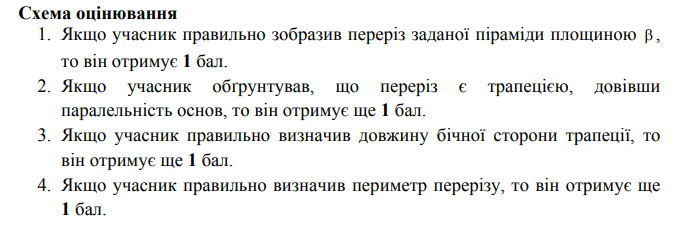 Схема оцінювання
1. Якщо учасник правильно зобразив переріз заданої піраміди площиною β,
то він отримує 1 бал.
2. Якщо учасник обґрунтував, що переріз є трапецією, довівши
паралельність основ, то він отримує ще 1 бал.
3. Якщо учасник правильно визначив довжину бічної сторони трапеції, то
він отримує ще 1 бал.
4. Якщо учасник правильно визначив периметр перерізу, то він отримує ще
1 бал.